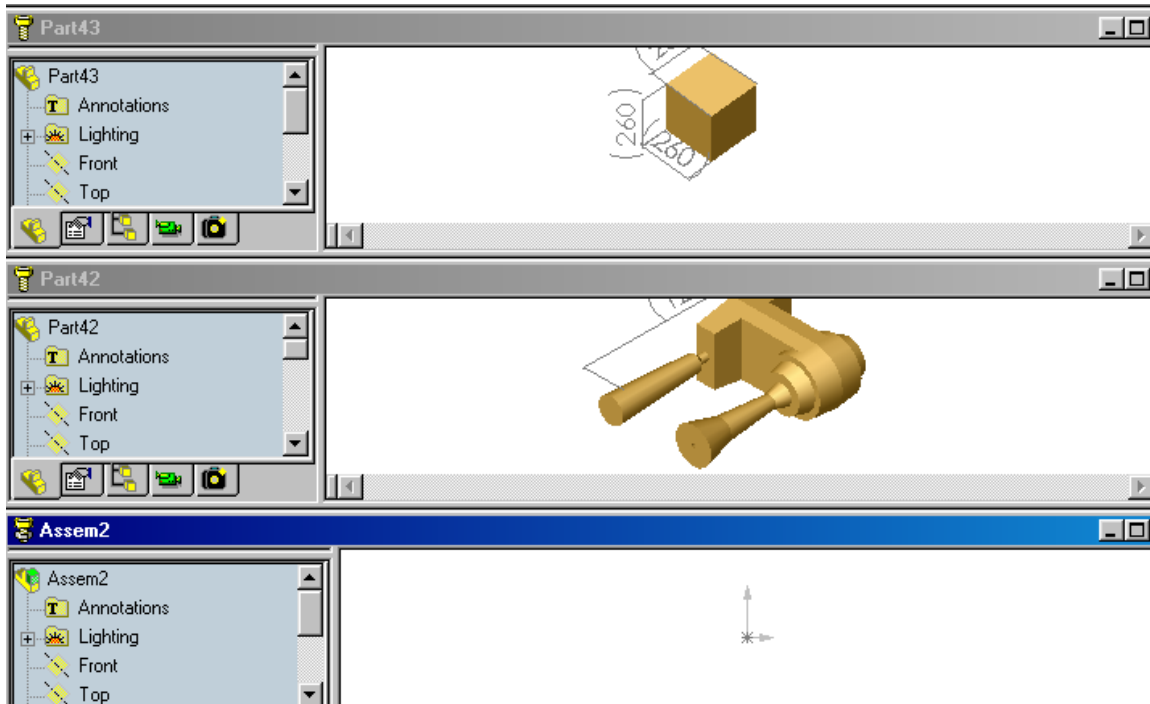 Part43
Part43
T Annotations
Lighting
Front
Top
(260)
260
Part42
Part42
T Annotations
Lighting
Front
Top
Assem2
Assem2
T Annotations
Lighting
Front
Top